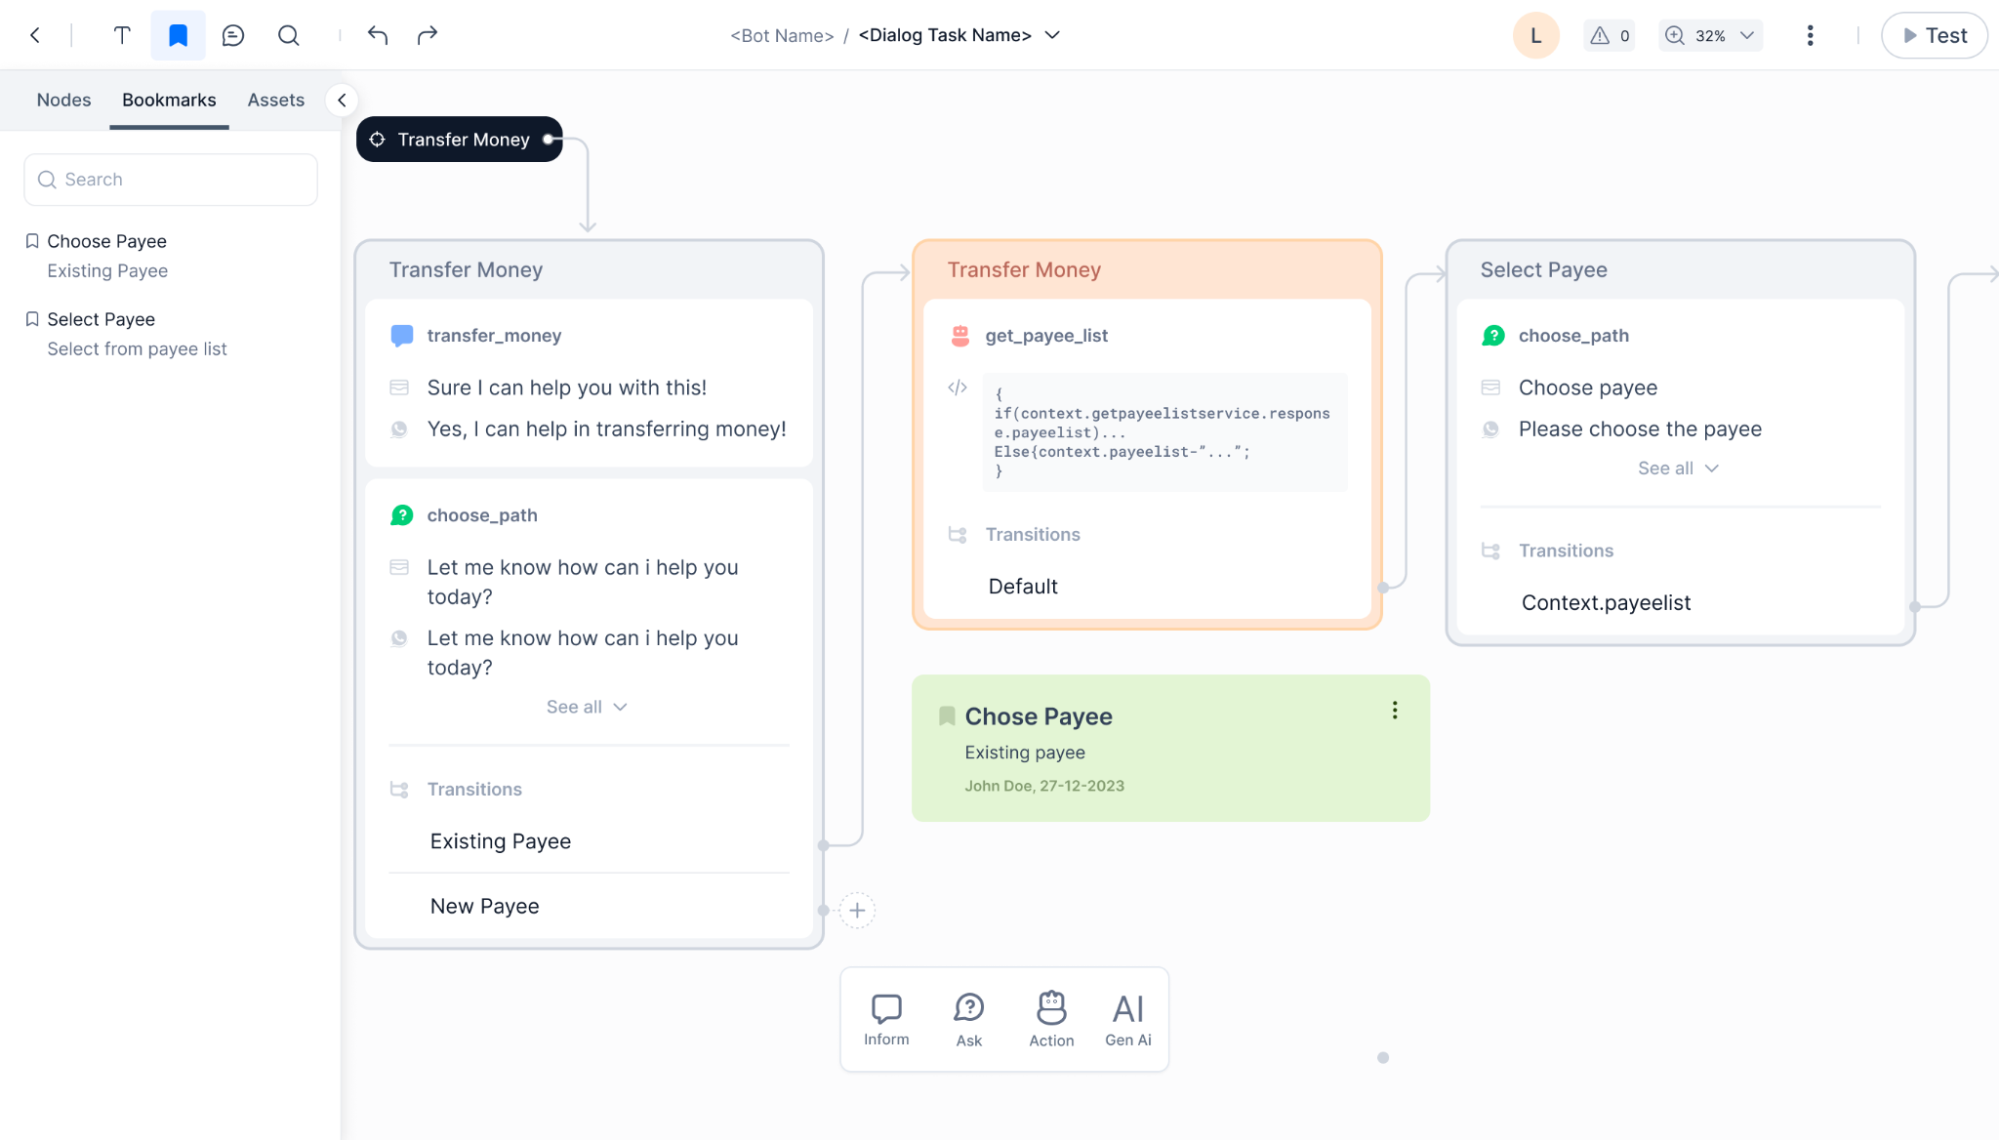 <Bot Name> / <Dialog Task Name>
L
0
32%
Test
Nodes
Bookmarks
Assets
Search
Choose Payee
Existing Payee
Select Payee
Select from payee list
Transfer Money
Transfer Money
transfer_money
Sure I can help you with this!
Yes, I can help in transferring money!
choose_path
Let me know how can i help you
today?
Let me know how can i help you
today?
See all
Transitions
Existing Payee
New Payee
Transfer Money
get_payee_list
</>
{
if(context.getpayeelistservice.respons
e.payeelist)...
Else{context.payeelist-"...";
}
Transitions
Default
Chose Payee
Existing payee
John Doe, 27-12-2023
Select Payee
choose_path
Choose payee
Please choose the payee
See all
Transitions
Context.payeelist
Inform
Ask
Action
AI
Gen Ai